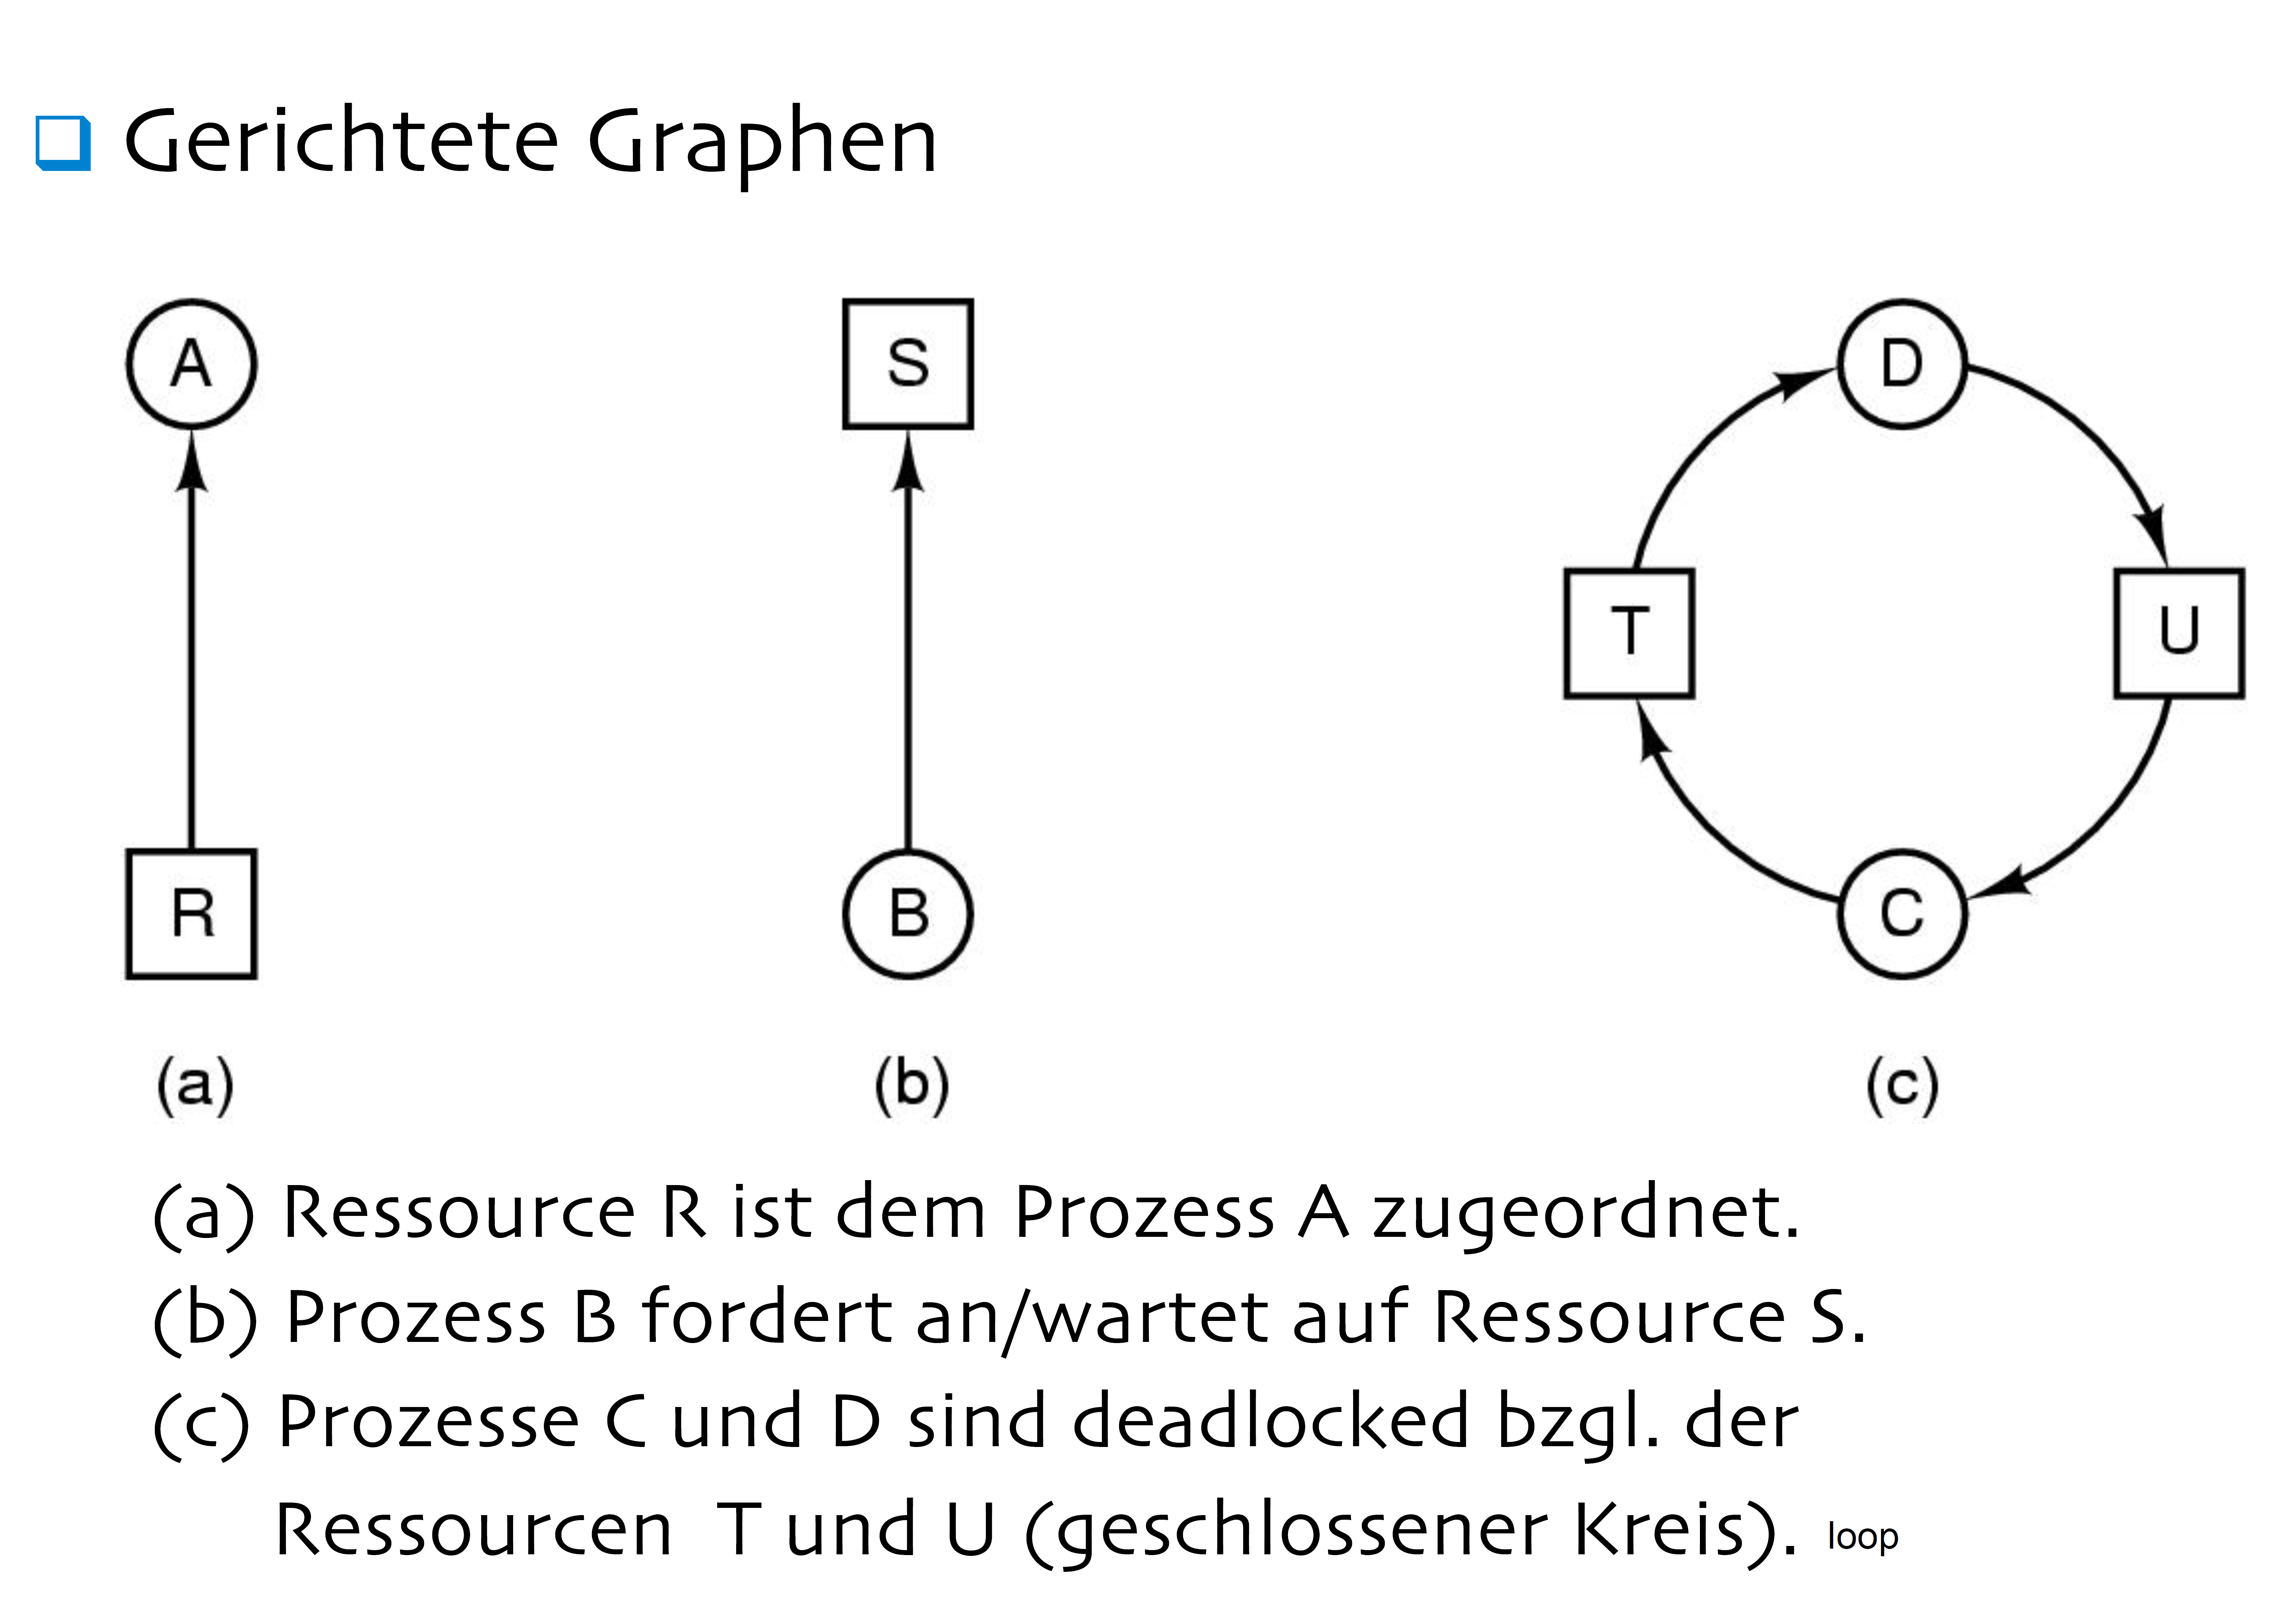 Gerichtete Graphen
A
S
D
T
U
R
B
C
(a)
(b)
(c)
(a) Ressource R ist dem Prozess A zugeordnet.
(b) Prozess B fordert an/wartet auf Ressource S.
(c) Prozesse C und D sind deadlocked bzgl. der
Ressourcen T und U (geschlossener Kreis). loop